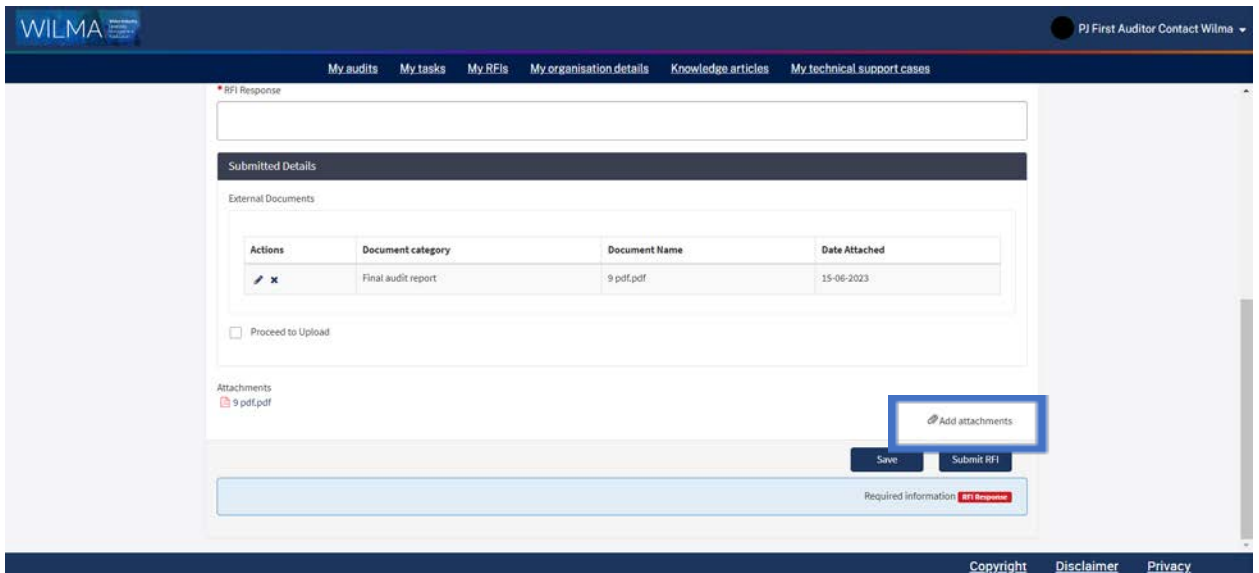 WILMA
PJ First Auditor Contact Wilma
My audits My tasks My RFIs My organisation details Knowledge articles My technical support cases
* RFI Response
Submitted Details
External Documents
Actions Document category Document Name Date Attached
Final audit report 9 pdf.pdf 15-06-2023
Proceed to Upload
Attachments
9 pdf.pdf
Add attachments
Save Submit RFI
Required information RFI Response
Copyright Disclaimer Privacy